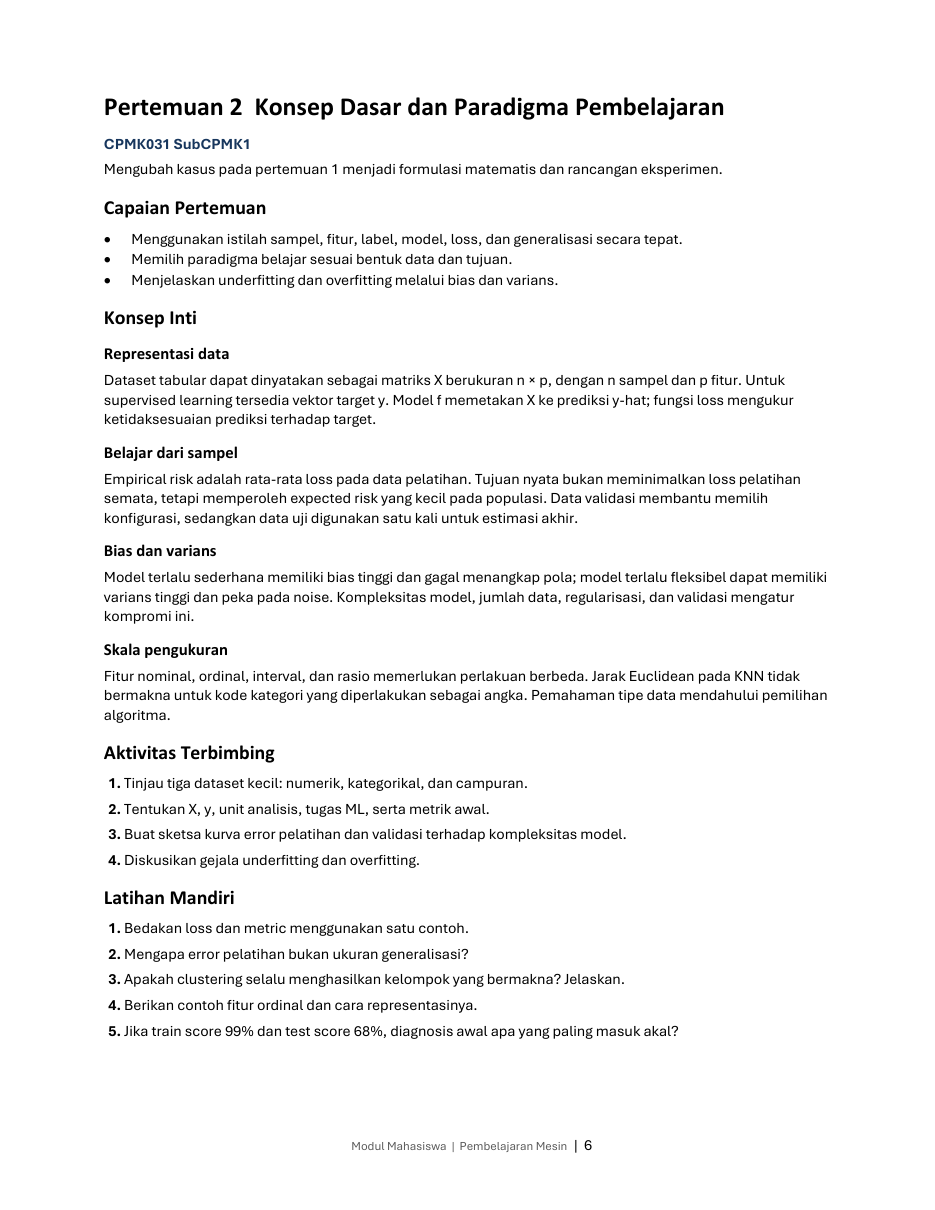 Pertemuan 2  Konsep Dasar dan Paradigma Pembelajaran
CPMK031 SubCPMK1
Mengubah kasus pada pertemuan 1 menjadi formulasi matematis dan rancangan eksperimen.
Capaian Pertemuan
• Menggunakan istilah sampel, fitur, label, model, loss, dan generalisasi secara tepat.
• Memilih paradigma belajar sesuai bentuk data dan tujuan.
• Menjelaskan underfitting dan overfitting melalui bias dan varians.
Konsep Inti
Representasi data
Dataset tabular dapat dinyatakan sebagai matriks X berukuran n × p, dengan n sampel dan p fitur. Untuk
supervised learning tersedia vektor target y. Model f memetakan X ke prediksi y-hat; fungsi loss mengukur
ketidaksesuaian prediksi terhadap target.
Belajar dari sampel
Empirical risk adalah rata-rata loss pada data pelatihan. Tujuan nyata bukan meminimalkan loss pelatihan
semata, tetapi memperoleh expected risk yang kecil pada populasi. Data validasi membantu memilih
konfigurasi, sedangkan data uji digunakan satu kali untuk estimasi akhir.
Bias dan varians
Model terlalu sederhana memiliki bias tinggi dan gagal menangkap pola; model terlalu fleksibel dapat memiliki
varians tinggi dan peka pada noise. Kompleksitas model, jumlah data, regularisasi, dan validasi mengatur
kompromi ini.
Skala pengukuran
Fitur nominal, ordinal, interval, dan rasio memerlukan perlakuan berbeda. Jarak Euclidean pada KNN tidak
bermakna untuk kode kategori yang diperlakukan sebagai angka. Pemahaman tipe data mendahului pemilihan
algoritma.
Aktivitas Terbimbing
1. Tinjau tiga dataset kecil: numerik, kategorikal, dan campuran.
2. Tentukan X, y, unit analisis, tugas ML, serta metrik awal.
3. Buat sketsa kurva error pelatihan dan validasi terhadap kompleksitas model.
4. Diskusikan gejala underfitting dan overfitting.
Latihan Mandiri
1. Bedakan loss dan metric menggunakan satu contoh.
2. Mengapa error pelatihan bukan ukuran generalisasi?
3. Apakah clustering selalu menghasilkan kelompok yang bermakna? Jelaskan.
4. Berikan contoh fitur ordinal dan cara representasinya.
5. Jika train score 99% dan test score 68%, diagnosis awal apa yang paling masuk akal?
Modul Mahasiswa | Pembelajaran Mesin | 6